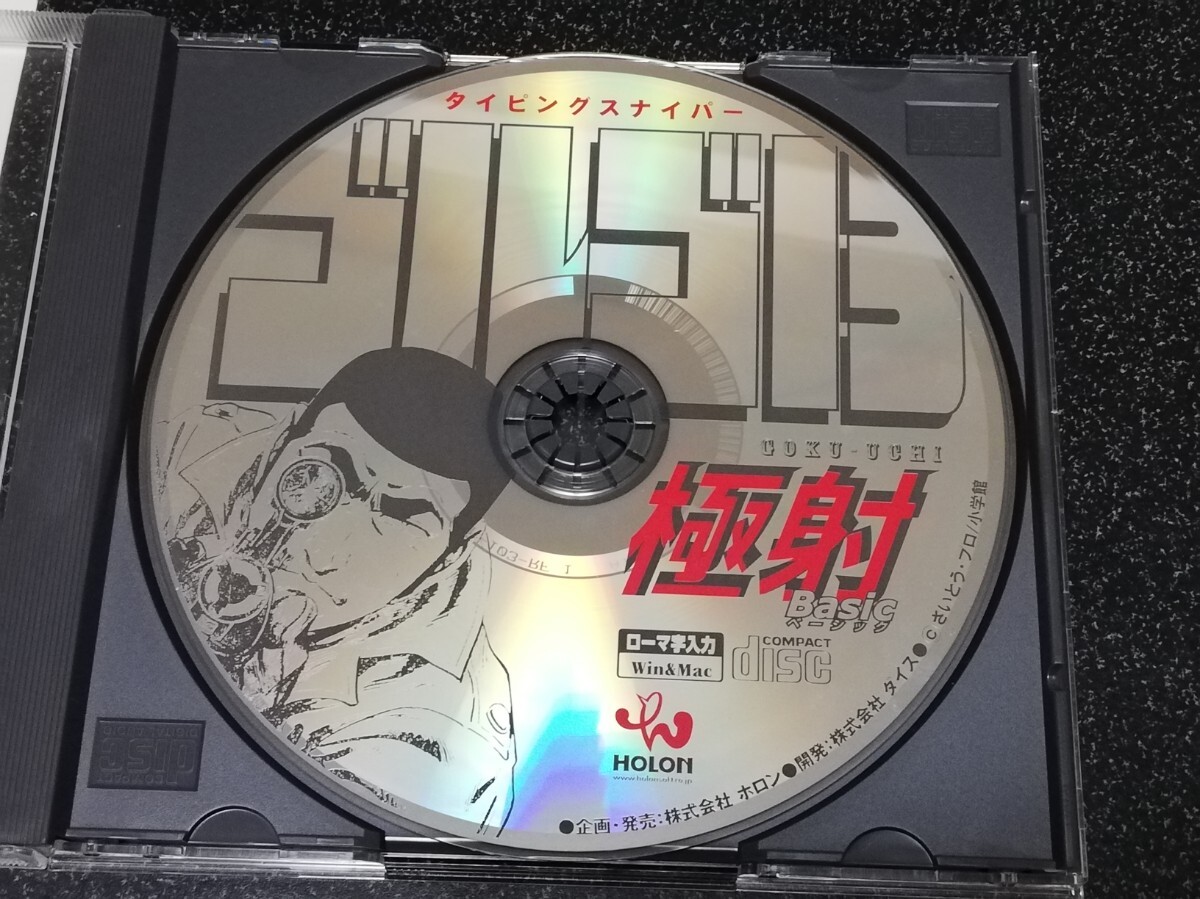 タイピングスナイパー
ゴルゴ13
GOKU-UCHI
極射
Basic
ベーシック
ローマ字入力
Win&Mac
COMPACT
disc
HOLON
●企画・発売:株式会社 ホロン●開発:株式会社 ダイス●©さいとう・プロ/小学館